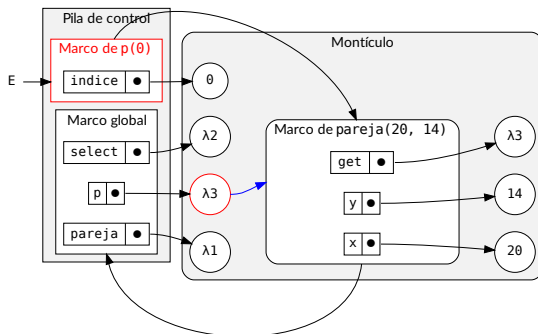 Pila de control
Marco de p(0)
indice
E
Marco global
select
p
pareja
Montículo
0
λ2
λ3
λ1
Marco de pareja(20, 14)
get
y
x
λ3
14
20